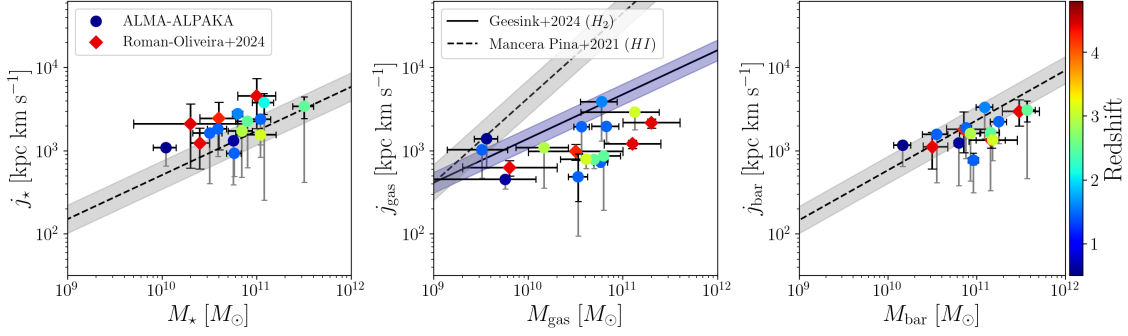 ALMA-ALPAKA
Roman-Oliveira+2024
10⁴
10³
10²
j⋆ [kpc km s⁻¹]
10⁹ 10¹⁰ 10¹¹ 10¹²
M⋆ [M⊙]
Geesink+2024 (H₂)
Mancera Pina+2021 (HI)
10⁴
10³
10²
j_gas [kpc km s⁻¹]
10⁹ 10¹⁰ 10¹¹ 10¹²
M_gas [M⊙]
10⁴
10³
10²
j_bar [kpc km s⁻¹]
10⁹ 10¹⁰ 10¹¹ 10¹²
M_bar [M⊙]
4
3
2
1
Redshift